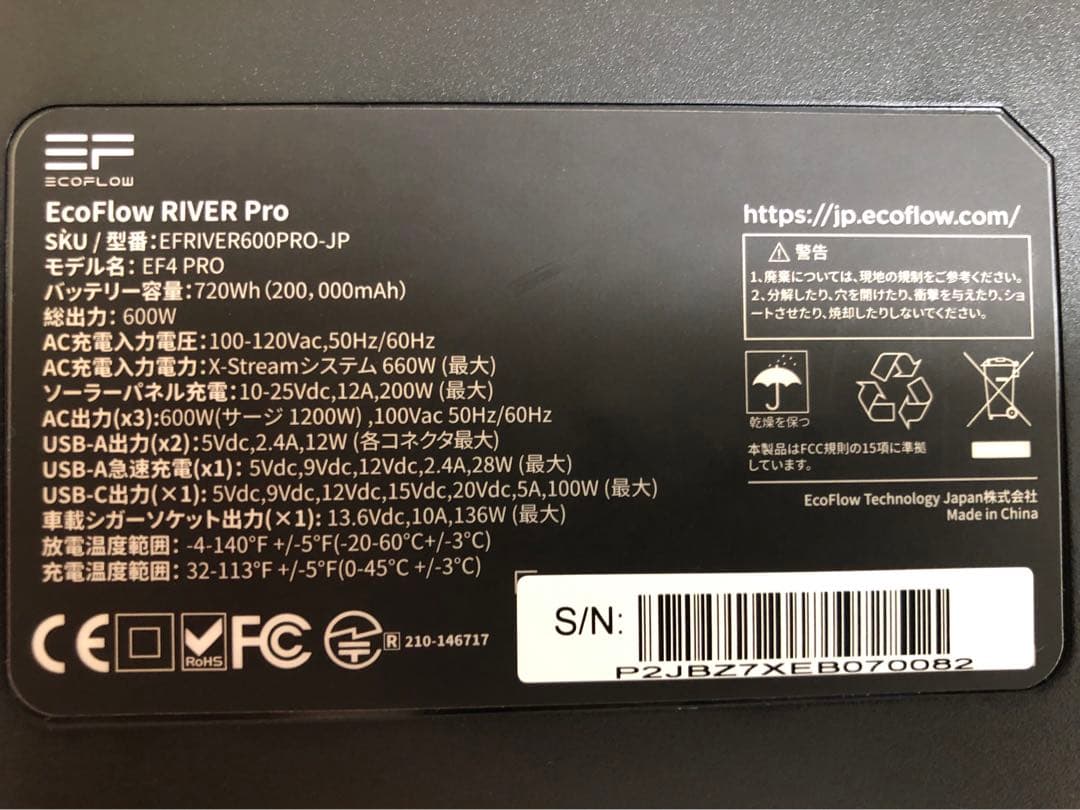 EF
ECOFLOW
EcoFlow RIVER Pro
SKU / 型番:EFRIVER600PRO-JP
モデル名: EF4 PRO
バッテリー容量:720Wh (200,000mAh)
総出力: 600W
AC充電入力電圧:100-120Vac,50Hz/60Hz
AC充電入力電力:X-Streamシステム 660W (最大)
ソーラーパネル充電:10-25Vdc,12A,200W (最大)
AC出力(x3):600W(サージ 1200W) ,100Vac 50Hz/60Hz
USB-A出力(x2):5Vdc,2.4A,12W (各コネクタ最大)
USB-A急速充電(x1): 5Vdc,9Vdc,12Vdc,2.4A,28W (最大)
USB-C出力(×1): 5Vdc,9Vdc,12Vdc,15Vdc,20Vdc,5A,100W (最大)
車載シガーソケット出力(×1): 13.6Vdc,10A,136W (最大)
放電温度範囲: -4-140°F +/-5°F(-20-60°C+/-3°C)
充電温度範囲: 32-113°F +/-5°F(0-45°C +/-3°C)
CE RoHS FC R 210-146717
https://jp.ecoflow.com/
警告
1、廃棄については、現地の規制をご参考ください。
2、分解したり、穴を開けたり、衝撃を与えたり、ショ
ートさせたり、焼却したりしないでください。
乾燥を保つ
本製品はFCC規則の15項に準拠
しています。
EcoFlow Technology Japan株式会社
Made in China
S/N:
P2JBZ7XEB070082